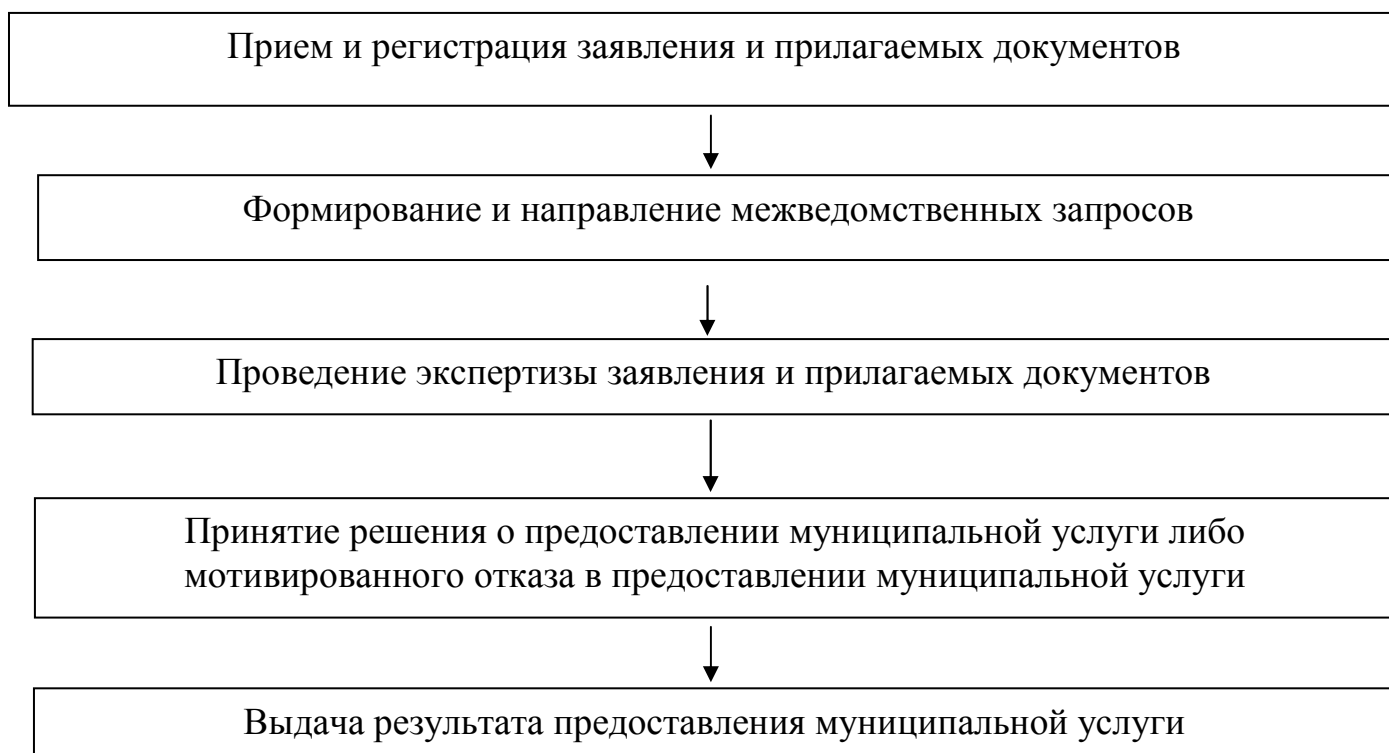 Прием и регистрация заявления и прилагаемых документов
Формирование и направление межведомственных запросов
Проведение экспертизы заявления и прилагаемых документов
Принятие решения о предоставлении муниципальной услуги либо
мотивированного отказа в предоставлении муниципальной услуги
Выдача результата предоставления муниципальной услуги